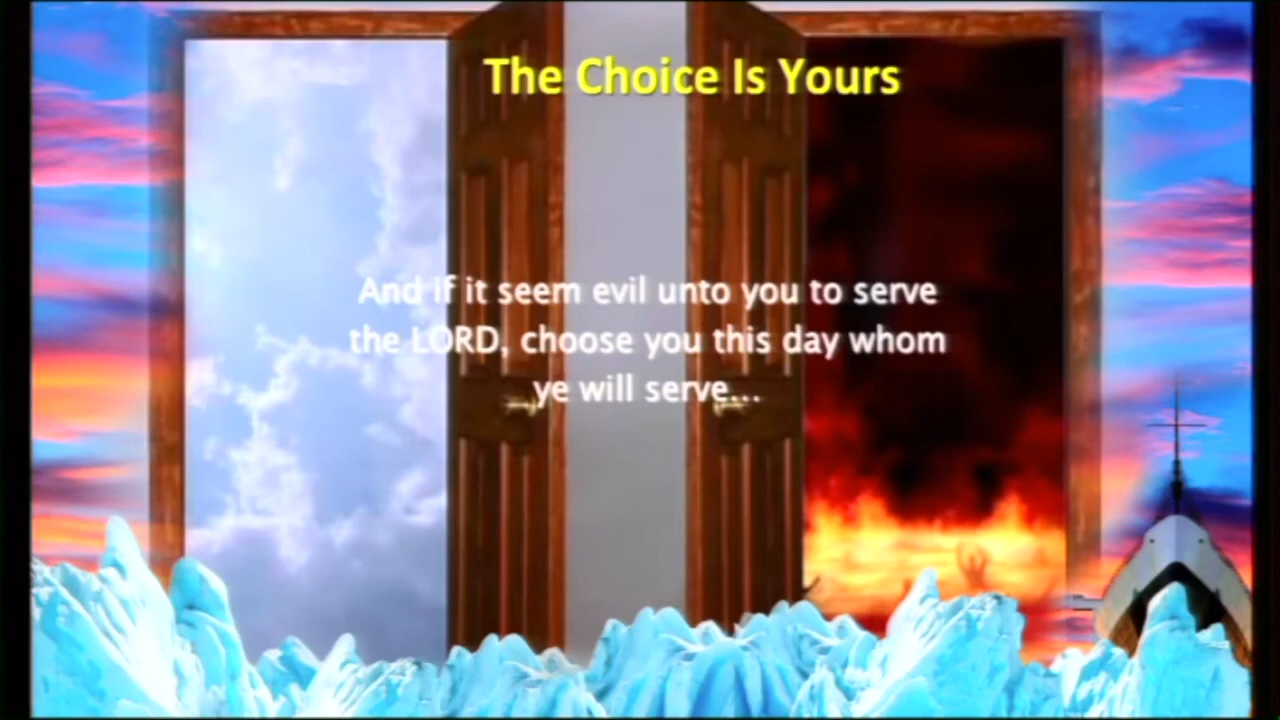 The Choice Is Yours
And if it seem evil unto you to serve
the LORD, choose you this day whom
ye will serve...